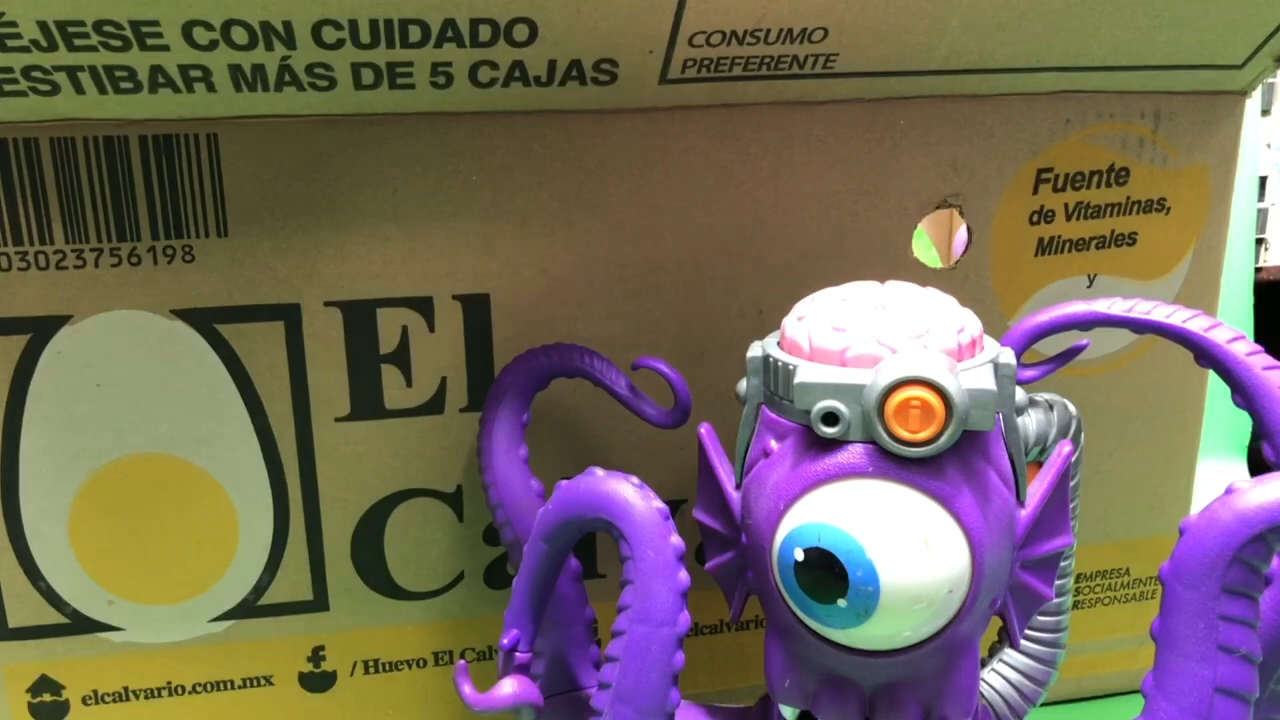 ÉJESE CON CUIDADO
ESTIBAR MÁS DE 5 CAJAS
CONSUMO
PREFERENTE
03023756198
Fuente
de Vitaminas,
Minerales
y
El
Ca
EMPRESA
SOCIALMENTE
RESPONSABLE
elcalvario.com.mx
/ Huevo El Calv
elcalvario